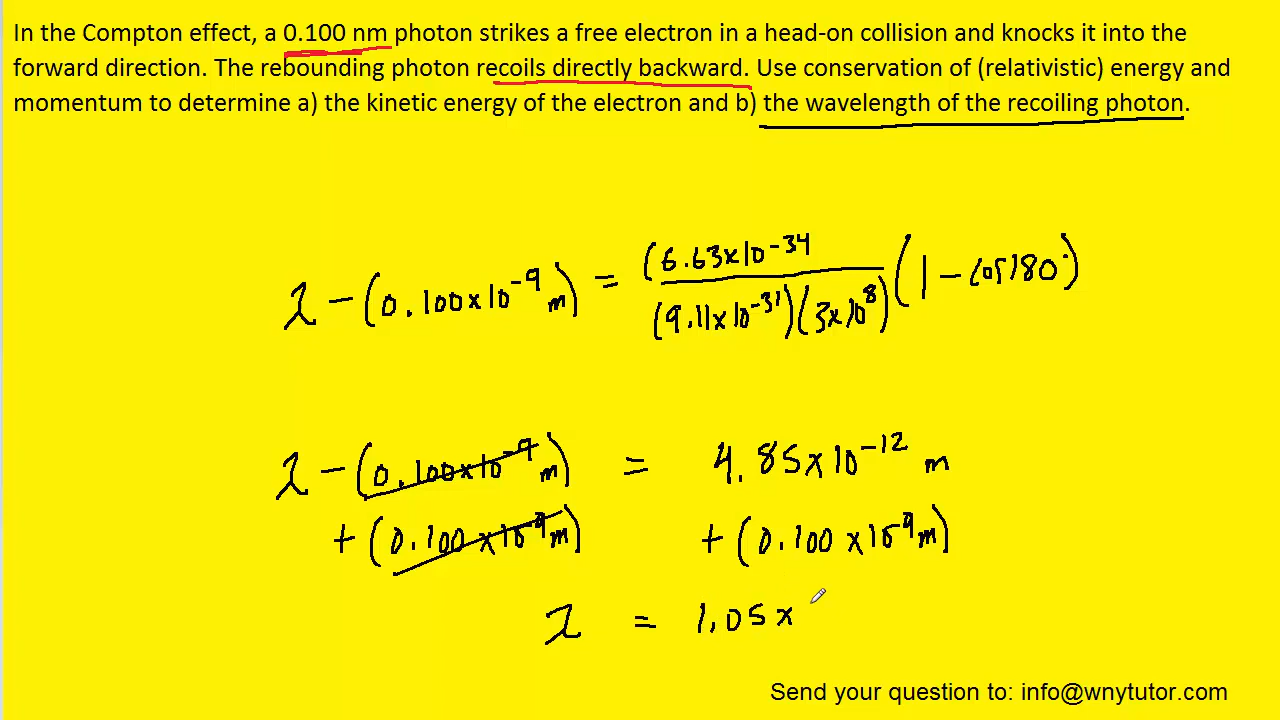 In the Compton effect, a 0.100 nm photon strikes a free electron in a head-on collision and knocks it into the
forward direction. The rebounding photon recoils directly backward. Use conservation of (relativistic) energy and
momentum to determine a) the kinetic energy of the electron and b) the wavelength of the recoiling photon.
λ − (0.100 x 10⁻⁹ m) = (6.63 x 10⁻³⁴ / (9.11 x 10⁻³¹)(3 x 10⁸) (1 − cos 180°)
λ − (0.100 x 10⁻⁹ m) = 4.85 x 10⁻¹² m
+ (0.100 x 10⁻⁹ m) + (0.100 x 10⁻⁹ m)
λ = 1.05 x
Send your question to: info@wnytutor.com